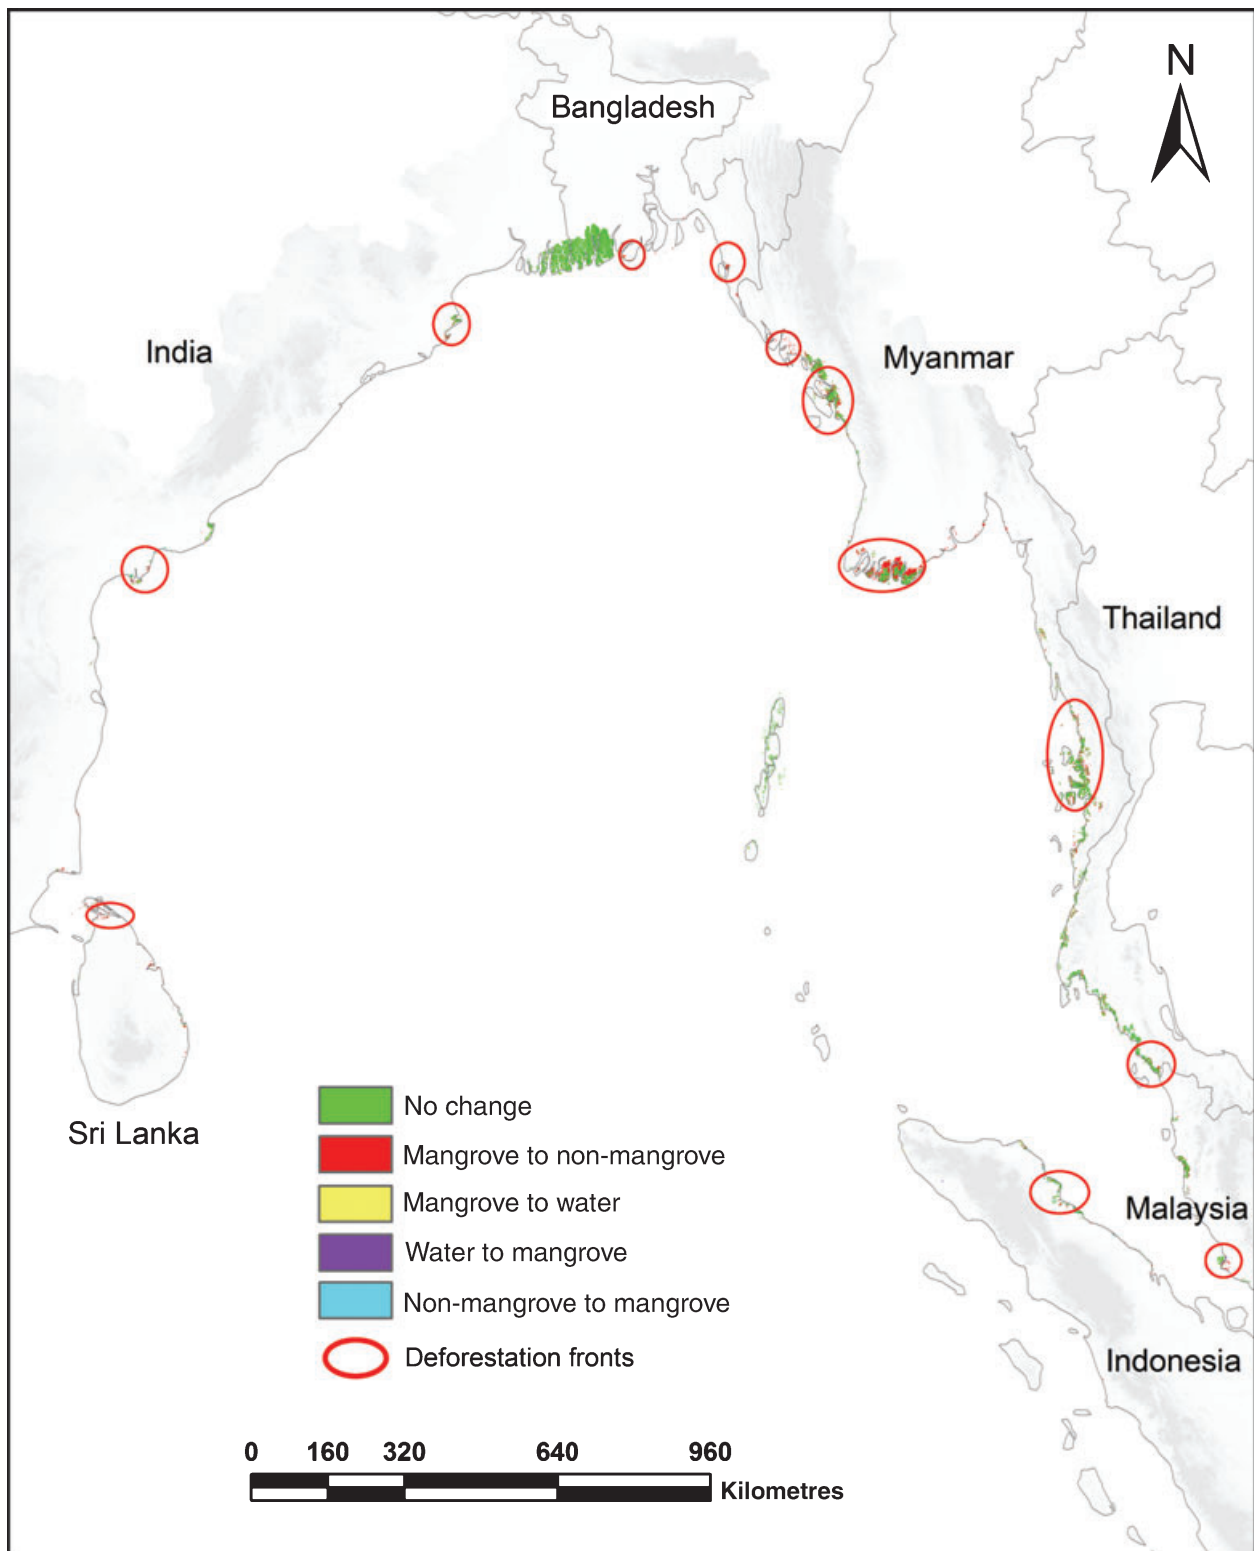 N
Bangladesh
India
Myanmar
Thailand
Sri Lanka
No change
Mangrove to non-mangrove
Mangrove to water
Water to mangrove
Non-mangrove to mangrove
Deforestation fronts
Malaysia
Indonesia
0 160 320 640 960
Kilometres